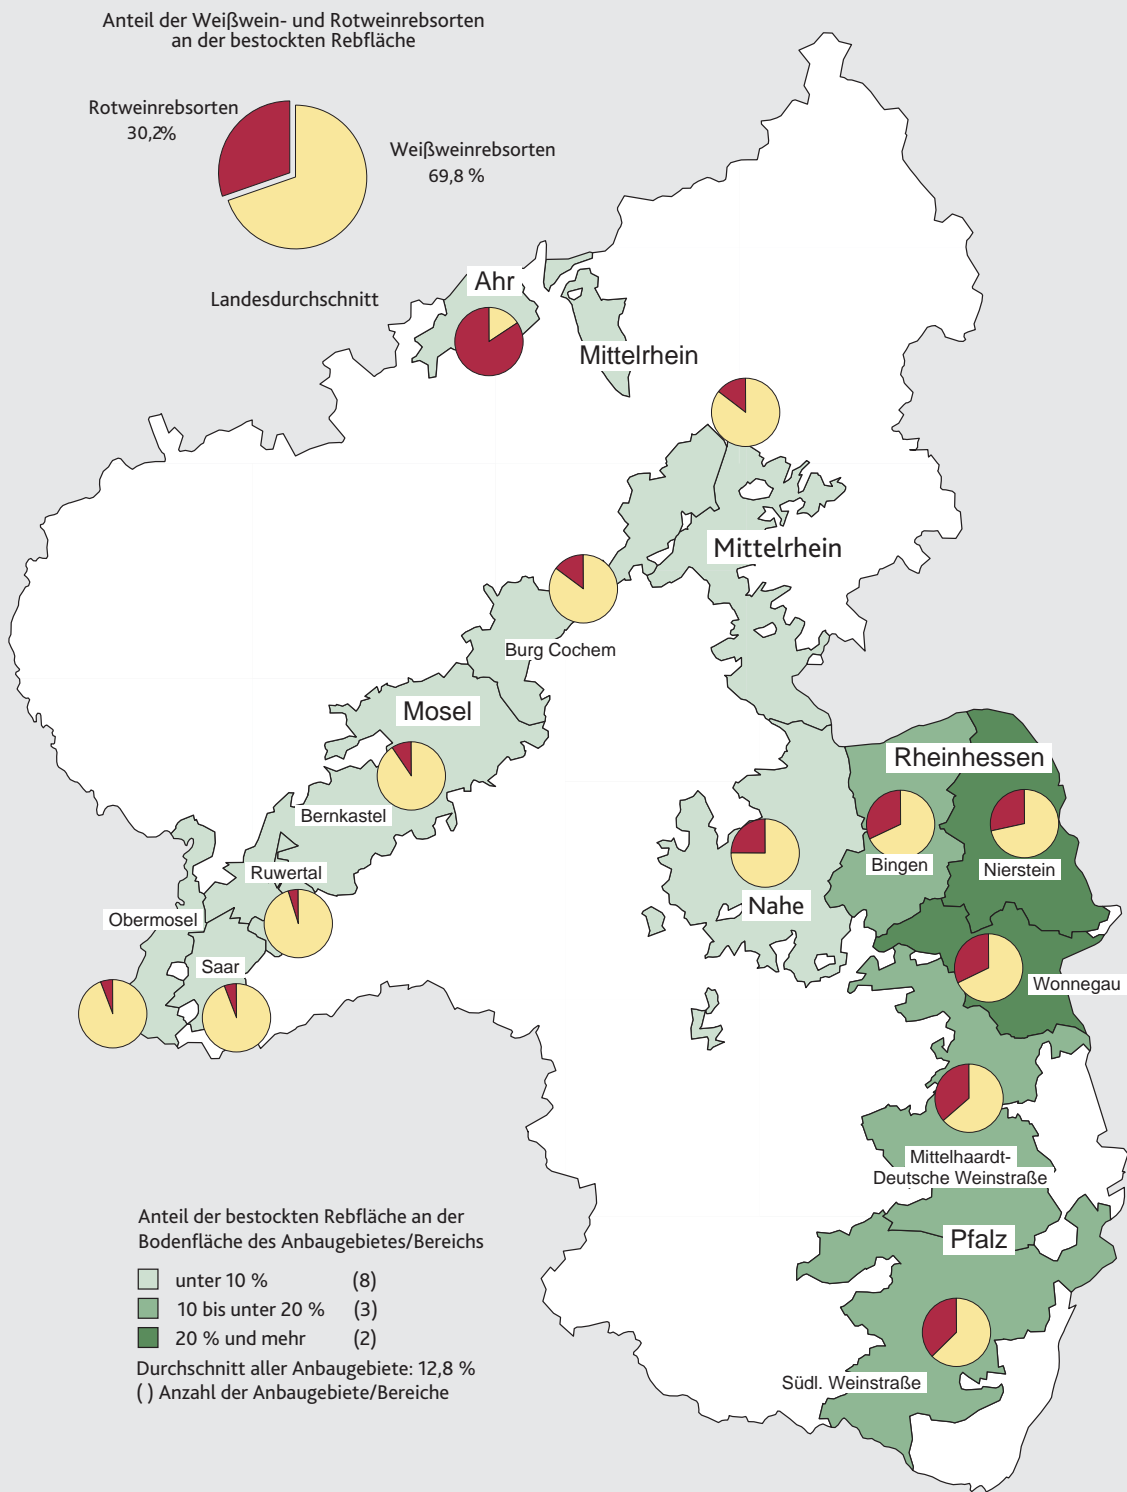 Anteil der Weißwein- und Rotweinrebsorten
an der bestockten Rebfläche
Rotweinrebsorten
30,2%
Weißweinrebsorten
69,8 %
Landesdurchschnitt
Ahr
Mittelrhein
Mittelrhein
Burg Cochem
Mosel
Rheinhessen
Bernkastel
Bingen
Nierstein
Ruwertal
Nahe
Obermosel
Saar
Wonnegau
Mittelhaardt-
Deutsche Weinstraße
Pfalz
Südl. Weinstraße
Anteil der bestockten Rebfläche an der
Bodenfläche des Anbaugebietes/Bereichs
unter 10 % (8)
10 bis unter 20 % (3)
20 % und mehr (2)
Durchschnitt aller Anbaugebiete: 12,8 %
( ) Anzahl der Anbaugebiete/Bereiche